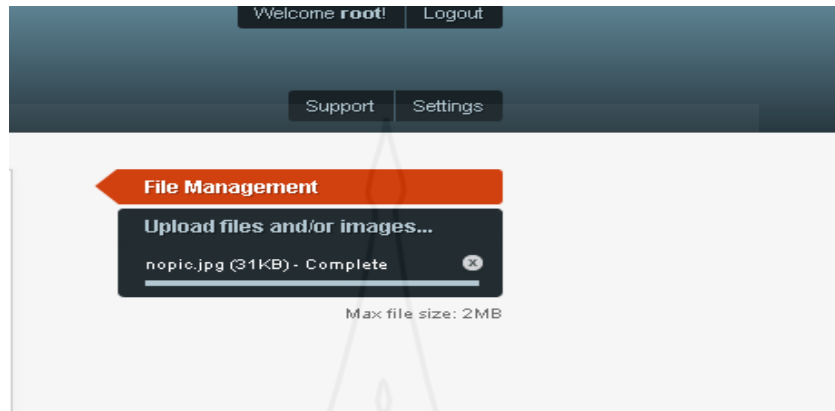 Welcome root! Logout
Support Settings
File Management
Upload files and/or images...
nopic.jpg (31KB) - Complete
Max file size: 2MB